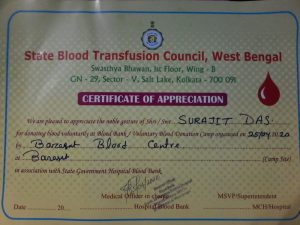 State Blood Transfusion Council, West Bengal
Swasthya Bhawan, Ist Floor, Wing - B
GN - 29, Sector - V, Salt Lake, Kolkata - 700 091
CERTIFICATE OF APPRECIATION
We are pleased to appreciate the noble gesture of Shri / Smt. SURAJIT DAS
for donating blood voluntarily at Blood Bank / Voluntary Blood Donation Camp organised on 25/04 2020
by Barasat Blood Centre
at Barasat (Camp Site)
in association with State Government Hospital Blood Bank.
Medical Officer in charge MSVP/Superintendent
Date 20 Hospital Blood Bank MCH/Hospital